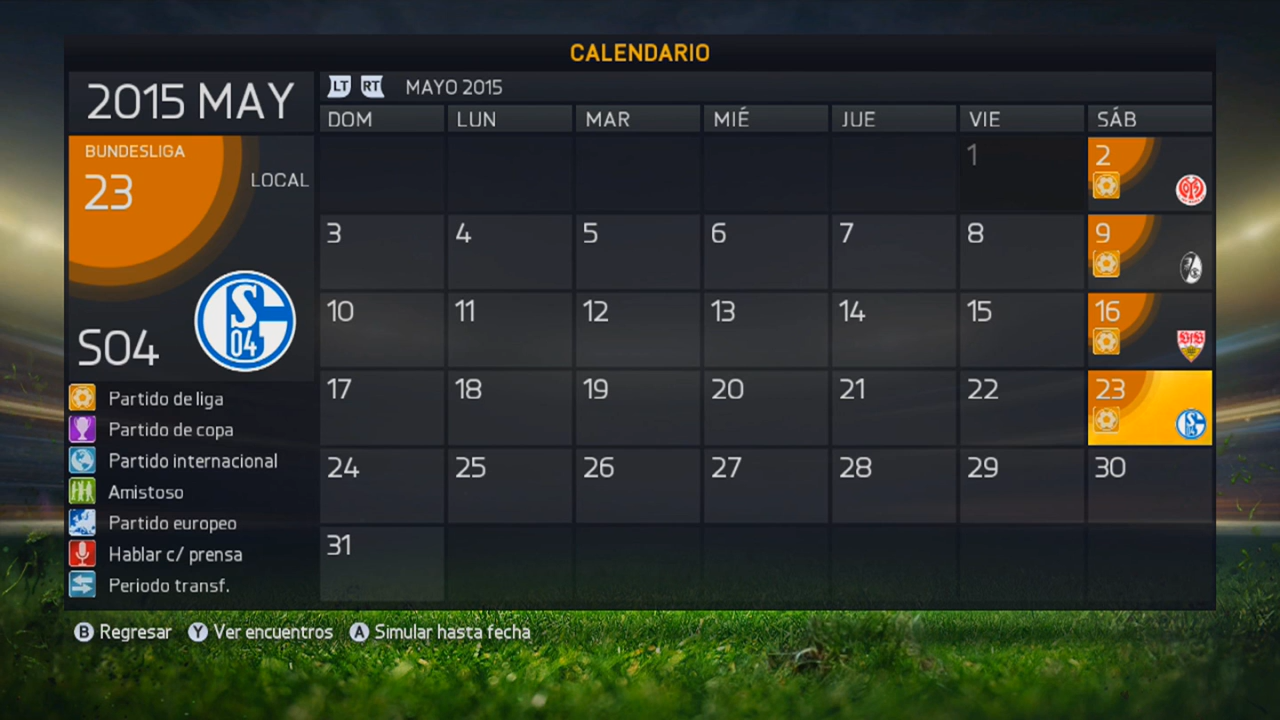 CALENDARIO
2015 MAY
LT RT MAYO 2015
DOM LUN MAR MIÉ JUE VIE SÁB
BUNDESLIGA
23
LOCAL
S04
S 04
1 2
3 4 5 6 7 8 9
10 11 12 13 14 15 16
17 18 19 20 21 22 23
24 25 26 27 28 29 30
31
Partido de liga
Partido de copa
Partido internacional
Amistoso
Partido europeo
Hablar c/ prensa
Periodo transf.
B Regresar Y Ver encuentros A Simular hasta fecha